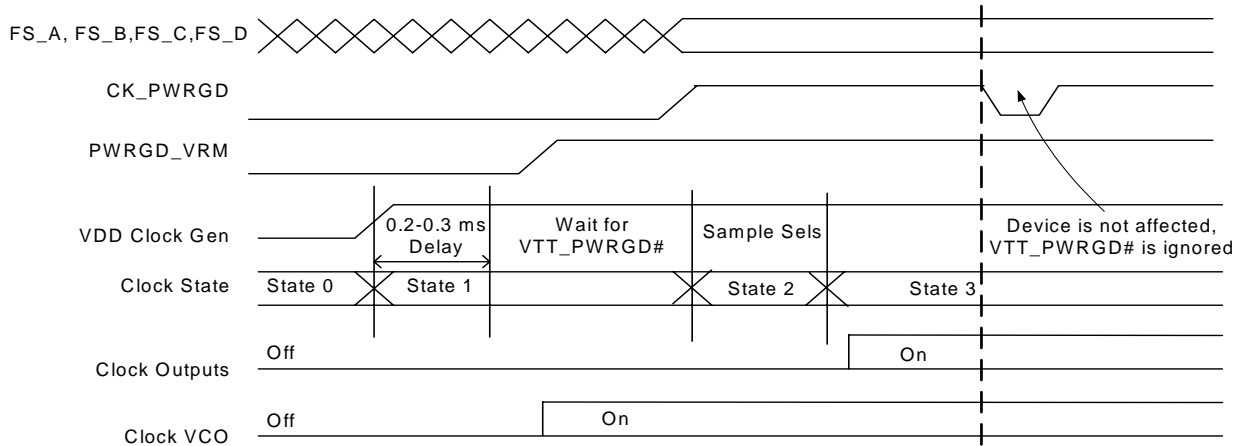 FS_A, FS_B,FS_C,FS_D
CK_PWRGD
PWRGD_VRM
VDD Clock Gen
0.2-0.3 ms
Delay
Wait for
VTT_PWRGD#
Sample Sels
Device is not affected,
VTT_PWRGD# is ignored
Clock State
State 0
State 1
State 2
State 3
Clock Outputs
Off
On
Clock VCO
Off
On